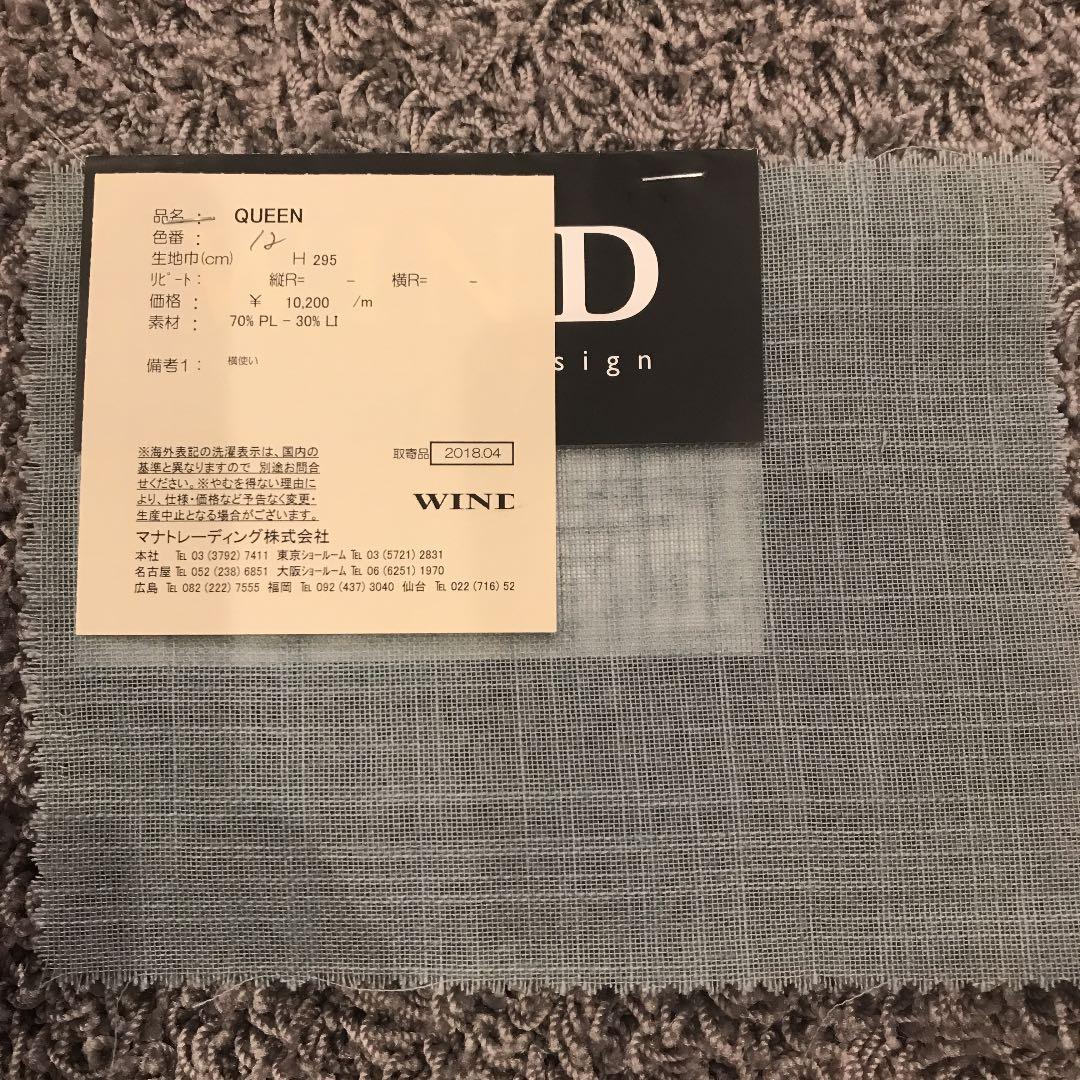 品名 : QUEEN
色番 : 12
生地巾(cm) H 295
ﾘﾋﾟｰﾄ : 縦R= － 横R= －
価格 : ￥ 10,200 /m
素材 : 70% PL － 30% LI
備考1 : 横使い
※海外表記の洗濯表示は、国内の
基準と異なりますので 別途お問合
せください。※やむを得ない理由に
より、仕様・価格など予告なく変更・
生産中止となる場合がございます。
取寄品 2018.04
WIND
マナトレーディング株式会社
本社 ℡ 03 (3792) 7411 東京ショールーム ℡ 03 (5721) 2831
名古屋 ℡ 052 (238) 6851 大阪ショールーム ℡ 06 (6251) 1970
広島 ℡ 082 (222) 7555 福岡 ℡ 092 (437) 3040 仙台 ℡ 022 (716) 52
D
sign